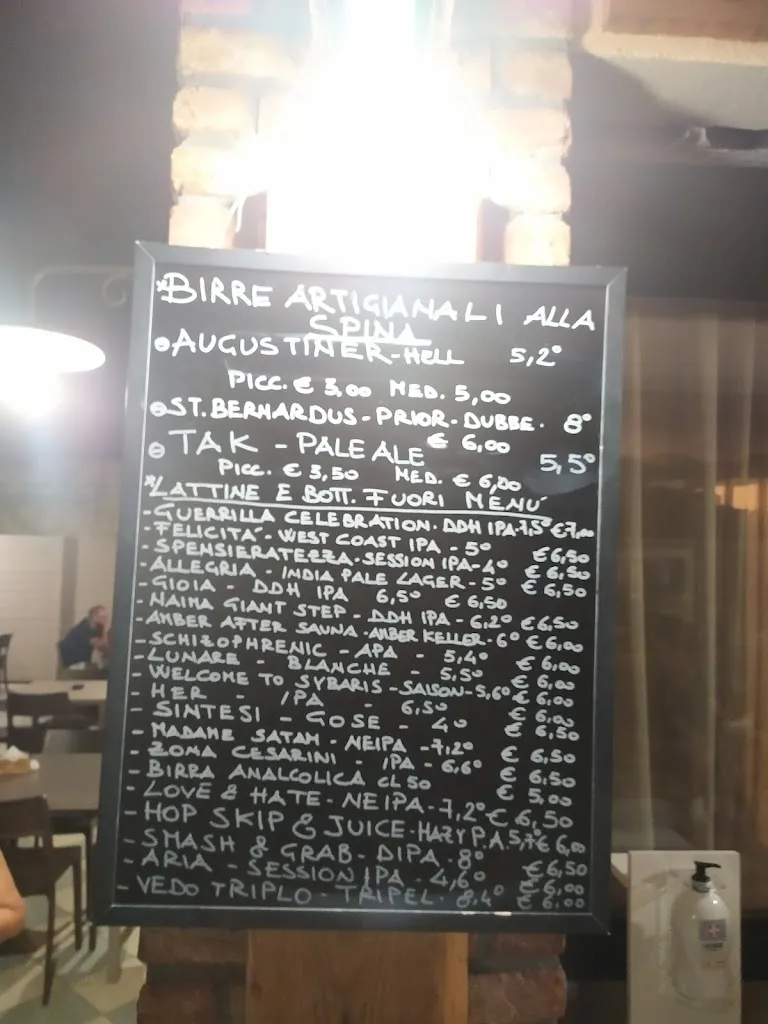 *BIRRE ARTIGIANALI ALLA
SPINA
• AUGUSTINER-HELL 5,2°
PICC. € 3,00 MED. 5,00
• ST. BERNARDUS - PRIOR - DUBBE. 8°
€ 6,00
• TAK - PALE ALE 5,5°
PICC. € 3,50 MED. € 6,00
*LATTINE E BOTT. FUORI MENÚ
- GUERRILLA CELEBRATION. DDH IPA-7,5° €7,00
- FELICITA' - WEST COAST IPA - 5° € 6,50
- SPENSIERATEZZA - SESSION IPA - 4° € 6,50
- ALLEGRIA - INDIA PALE LAGER - 5° € 6,50
- GIOIA - DDH IPA 6,5° € 6,50
- NAIMA GIANT STEP - DDH IPA - 6,2° € 6,50
- AMBER AFTER SAUNA - AMBER KELLER - 6° € 6,00
- SCHIZOPHRENIC - APA - 5,4° € 6,00
- LUNARE - BLANCHE - 5,5° € 6,00
- WELCOME TO SYBARIS - SAISON - 5,6° € 6,00
- HER - IPA - 6,5° € 6,00
- SINTESI - GOSE - 4° € 6,50
- MADAME SATAM - NEIPA - 7,2° € 6,50
- ZONA CESARINI - IPA - 6,6° € 6,50
- BIRRA ANALCOLICA CL 50 € 5,00
- LOVE & HATE - NEIPA - 7,2° € 6,50
- HOP SKIP & JUICE - HAZY P.A. 5,7° € 6,00
- SMASH & GRAB - DIPA - 8° € 6,50
- ARIA - SESSION IPA - 4,6° € 6,00
- VEDO TRIPLO - TRIPEL - 8,4° € 6,00